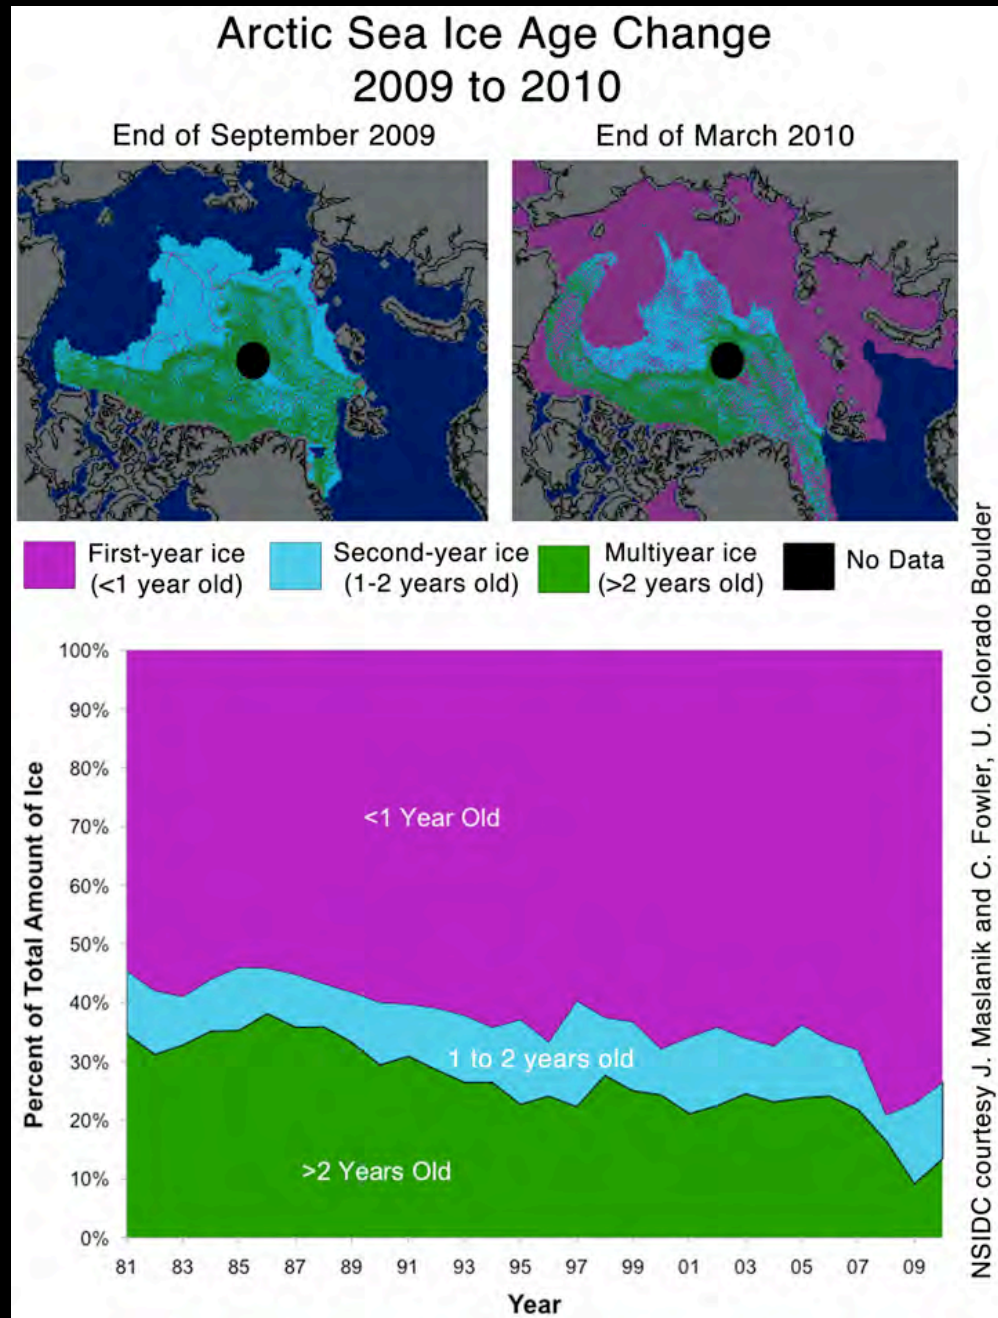 Arctic Sea Ice Age Change
2009 to 2010
End of September 2009
End of March 2010
First-year ice
(<1 year old)
Second-year ice
(1-2 years old)
Multiyear ice
(>2 years old)
No Data
100%
90%
80%
70%
60%
50%
40%
30%
20%
10%
0%
Percent of Total Amount of Ice
<1 Year Old
1 to 2 years old
>2 Years Old
81 83 85 87 89 91 93 95 97 99 01 03 05 07 09
Year
NSIDC courtesy J. Maslanik and C. Fowler, U. Colorado Boulder